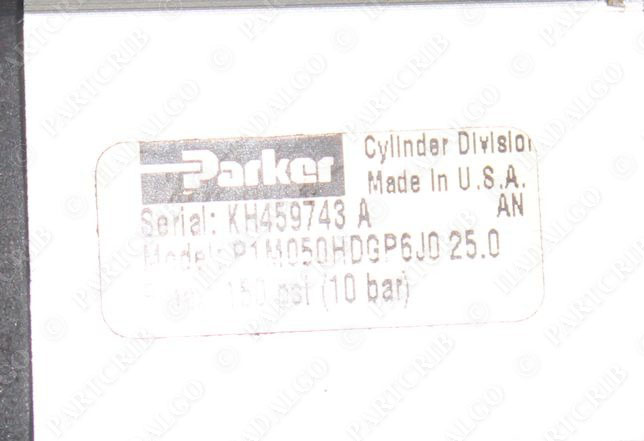 Parker Cylinder Division
Made In U.S.A.
Serial: KH459743 A AN
Model: P1M050HDGP6J0 25.0
150 psi (10 bar)